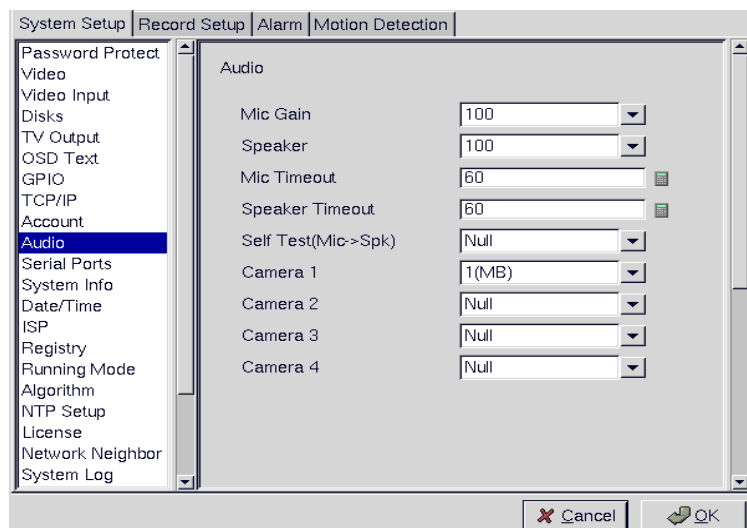 System Setup Record Setup Alarm Motion Detection
Password Protect
Video
Video Input
Disks
TV Output
OSD Text
GPIO
TCP/IP
Account
Audio
Serial Ports
System Info
Date/Time
ISP
Registry
Running Mode
Algorithm
NTP Setup
License
Network Neighbor
System Log
Audio
Mic Gain 100
Speaker 100
Mic Timeout 60
Speaker Timeout 60
Self Test(Mic->Spk) Null
Camera 1 1(MB)
Camera 2 Null
Camera 3 Null
Camera 4 Null
Cancel OK